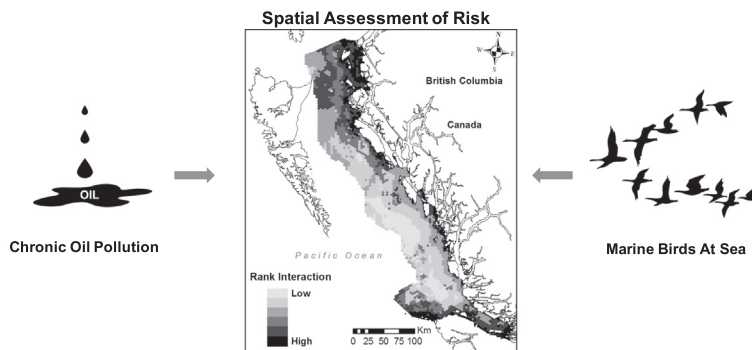 Spatial Assessment of Risk
N
W
E
S
British Columbia
Canada
OIL
Chronic Oil Pollution
Marine Birds At Sea
Pacific Ocean
Rank Interaction
Low
High
Km
0 25 50 75 100